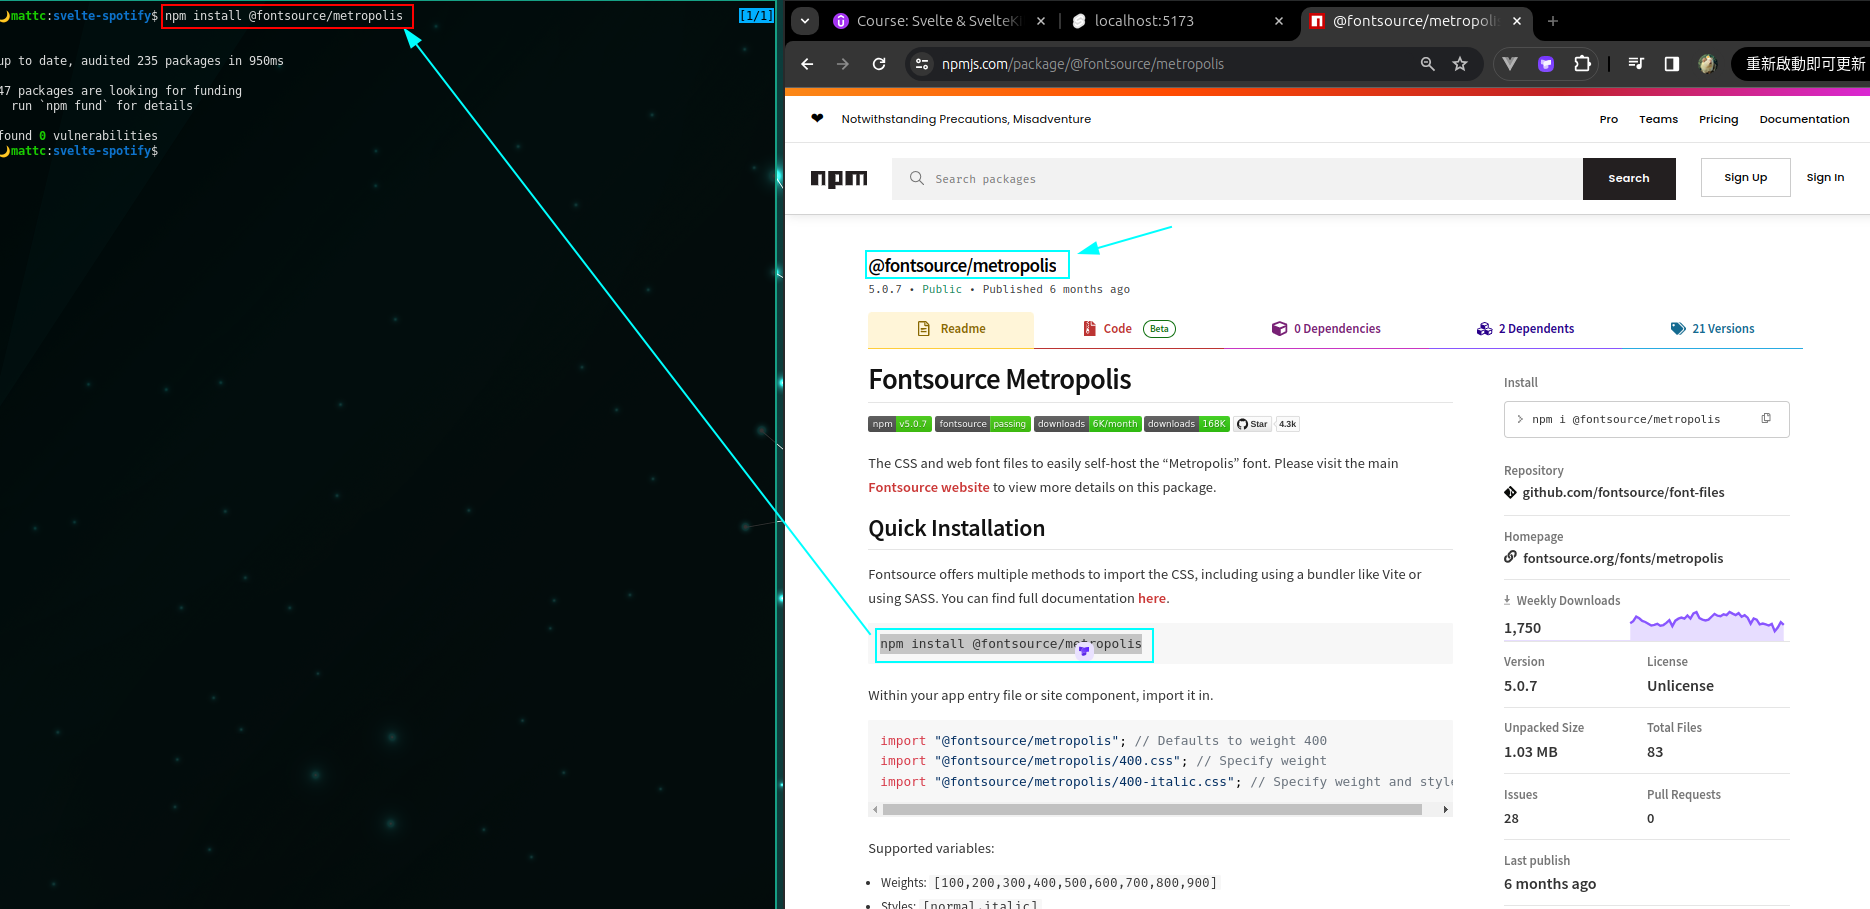 mattc:svelte-spotify$ npm install @fontsource/metropolis [1/1]
up to date, audited 235 packages in 950ms
47 packages are looking for funding
run `npm fund` for details
found 0 vulnerabilities
mattc:svelte-spotify$
Course: Svelte & SvelteKi
localhost:5173
@fontsource/metropoli
npmjs.com/package/@fontsource/metropolis
重新啟動即可更新
Notwithstanding Precautions, Misadventure
Pro Teams Pricing Documentation
npm
Search packages
Search
Sign Up
Sign In
@fontsource/metropolis
5.0.7 • Public • Published 6 months ago
Readme
Code Beta
0 Dependencies
2 Dependents
21 Versions
Fontsource Metropolis
npm v5.0.7 fontsource passing downloads 6K/month downloads 168K Star 4.3k
The CSS and web font files to easily self-host the “Metropolis” font. Please visit the main
Fontsource website to view more details on this package.
Quick Installation
Fontsource offers multiple methods to import the CSS, including using a bundler like Vite or
using SASS. You can find full documentation here.
npm install @fontsource/metropolis
Within your app entry file or site component, import it in.
import "@fontsource/metropolis"; // Defaults to weight 400
import "@fontsource/metropolis/400.css"; // Specify weight
import "@fontsource/metropolis/400-italic.css"; // Specify weight and style
Supported variables:
• Weights: [100,200,300,400,500,600,700,800,900]
• Styles: [normal,italic]
Install
> npm i @fontsource/metropolis
Repository
github.com/fontsource/font-files
Homepage
fontsource.org/fonts/metropolis
Weekly Downloads
1,750
Version License
5.0.7 Unlicense
Unpacked Size Total Files
1.03 MB 83
Issues Pull Requests
28 0
Last publish
6 months ago